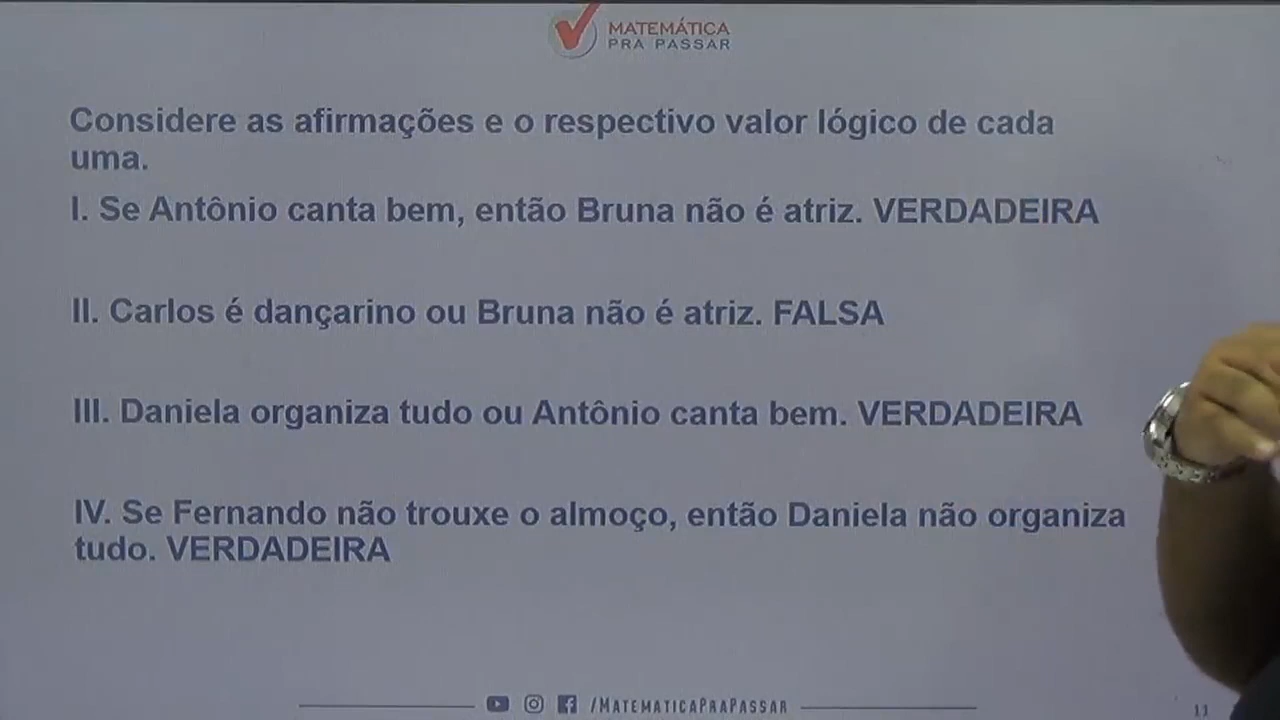 MATEMÁTICA
PRA PASSAR
Considere as afirmações e o respectivo valor lógico de cada
uma.
I. Se Antônio canta bem, então Bruna não é atriz. VERDADEIRA
II. Carlos é dançarino ou Bruna não é atriz. FALSA
III. Daniela organiza tudo ou Antônio canta bem. VERDADEIRA
IV. Se Fernando não trouxe o almoço, então Daniela não organiza
tudo. VERDADEIRA
/MATEMATICAPRAPASSAR
11